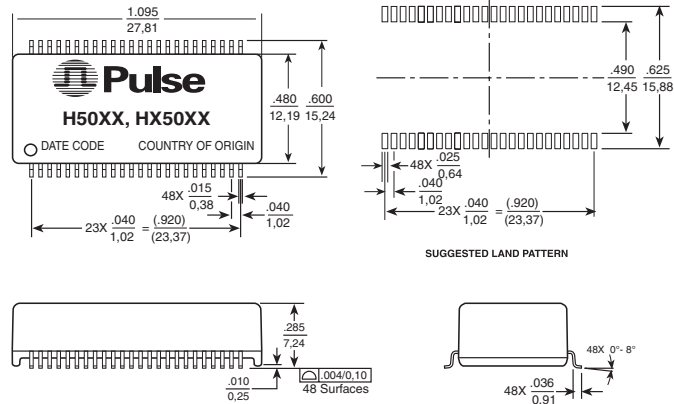 1.095
27,81
Pulse
H50XX, HX50XX
DATE CODE COUNTRY OF ORIGIN
.480
12,19
.600
15,24
48X .015
0,38
.040
1,02
23X .040 = (.920)
1,02 (23,37)
.490
12,45
.625
15,88
48X .025
0,64
.040
1,02
23X .040 = (.920)
1,02 (23,37)
SUGGESTED LAND PATTERN
.285
7,24
.010
0,25
.004/0,10
48 Surfaces
48X 0°- 8°
48X .036
0,91